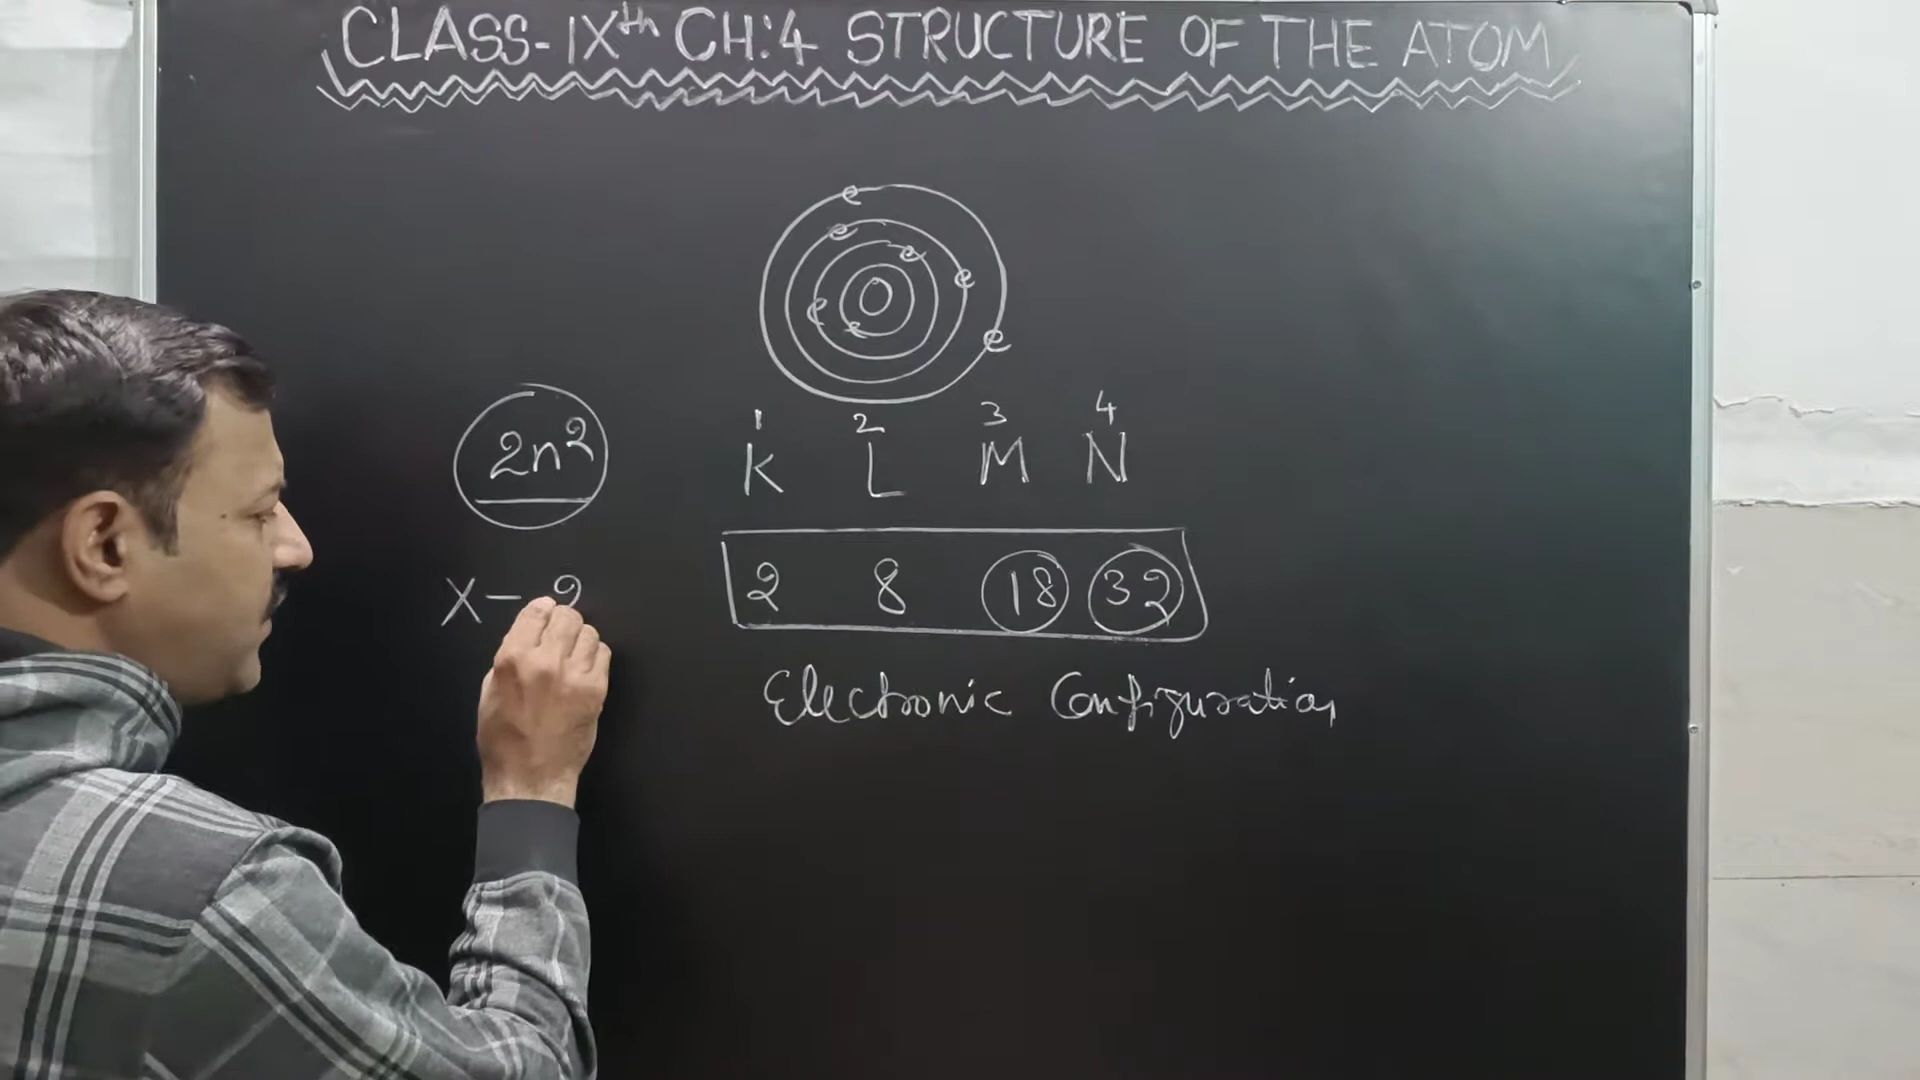 CLASS-IXth CH:4 STRUCTURE OF THE ATOM
e
e
e
e
e
e
e
1 2 3 4
2n² K L M N
X - 2 8 18 32
Electronic Configuration